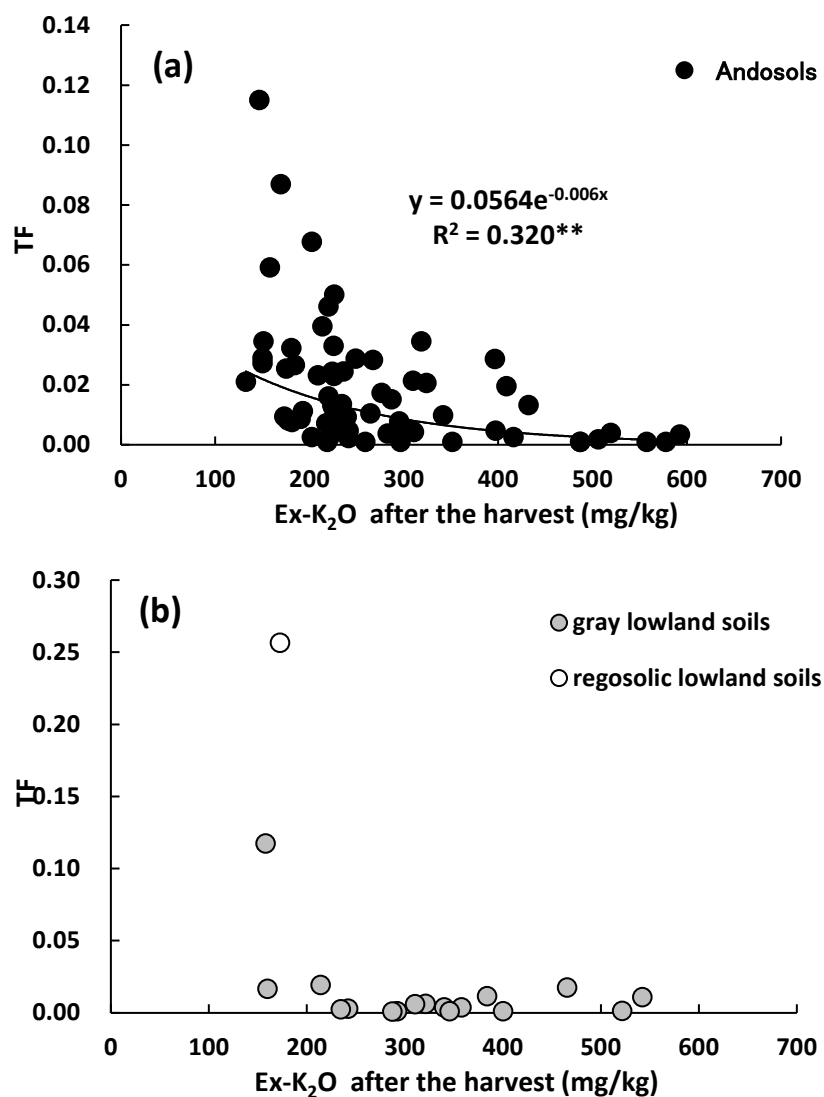 0.14
(a)
Andosols
0.12
0.10
y = 0.0564e^-0.006x
0.08
R² = 0.320**
TF
0.06
0.04
0.02
0.00
0 100 200 300 400 500 600 700
Ex-K₂O after the harvest (mg/kg)
0.30
(b)
gray lowland soils
0.25
regosolic lowland soils
0.20
TF
0.15
0.10
0.05
0.00
0 100 200 300 400 500 600 700
Ex-K₂O after the harvest (mg/kg)